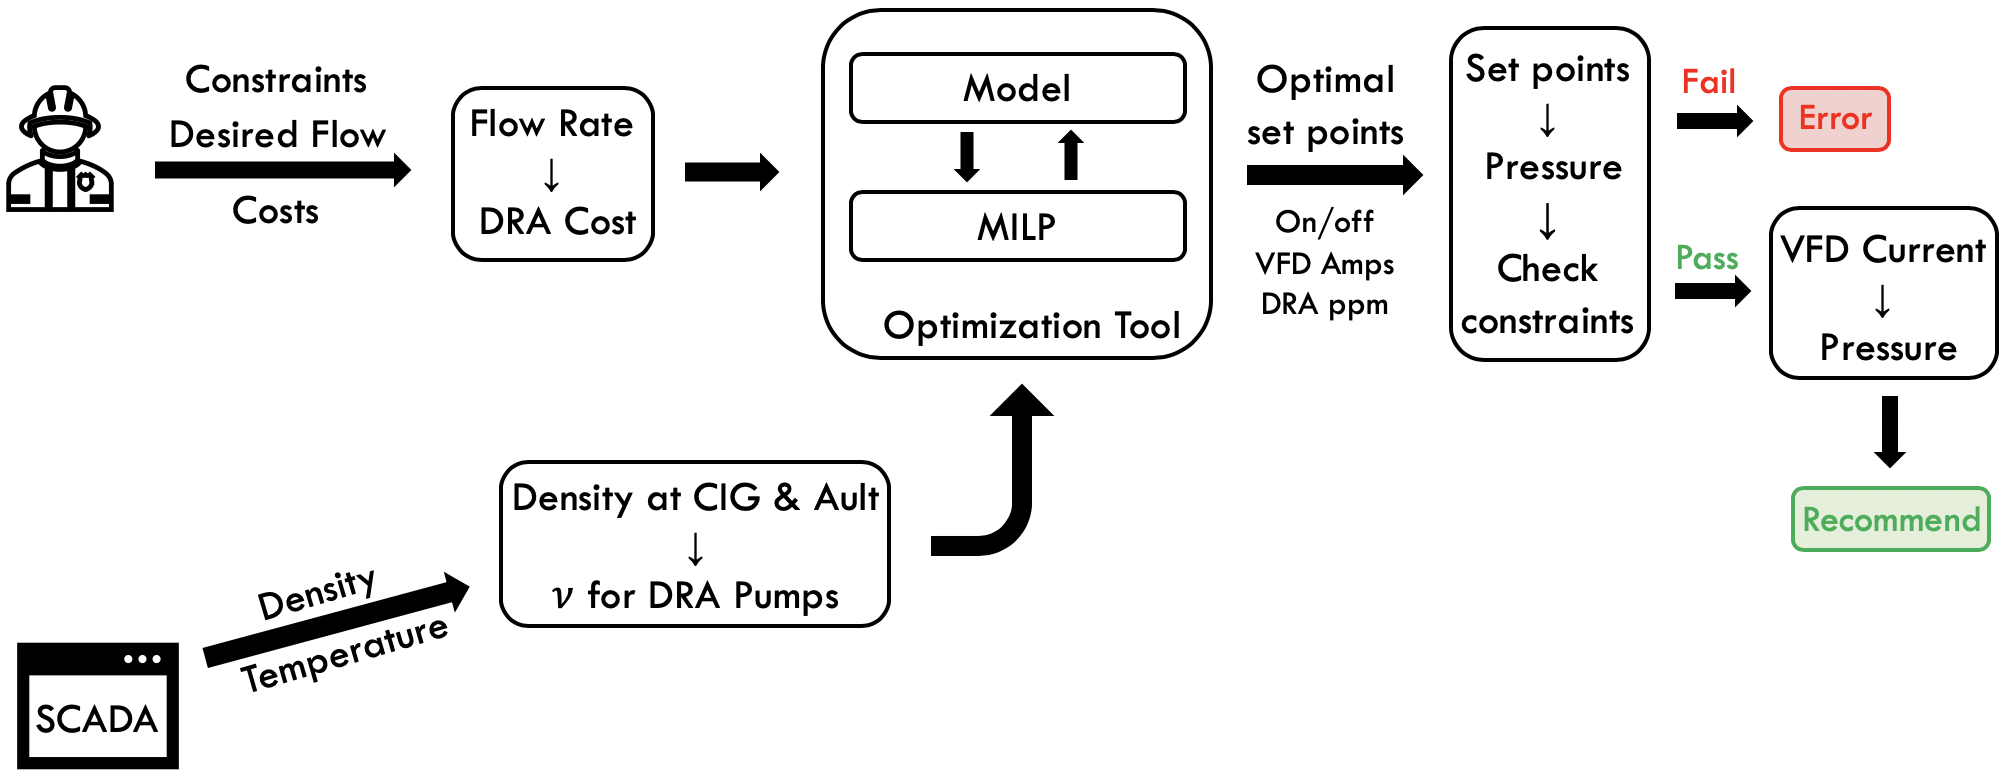 Constraints
Desired Flow
Costs
Flow Rate
↓
DRA Cost
Model
MILP
Optimization Tool
Optimal
set points
On/off
VFD Amps
DRA ppm
Set points
↓
Pressure
↓
Check
constraints
Fail
Error
Pass
VFD Current
↓
Pressure
Recommend
SCADA
Density
Temperature
Density at CIG & Ault
↓
ν for DRA Pumps